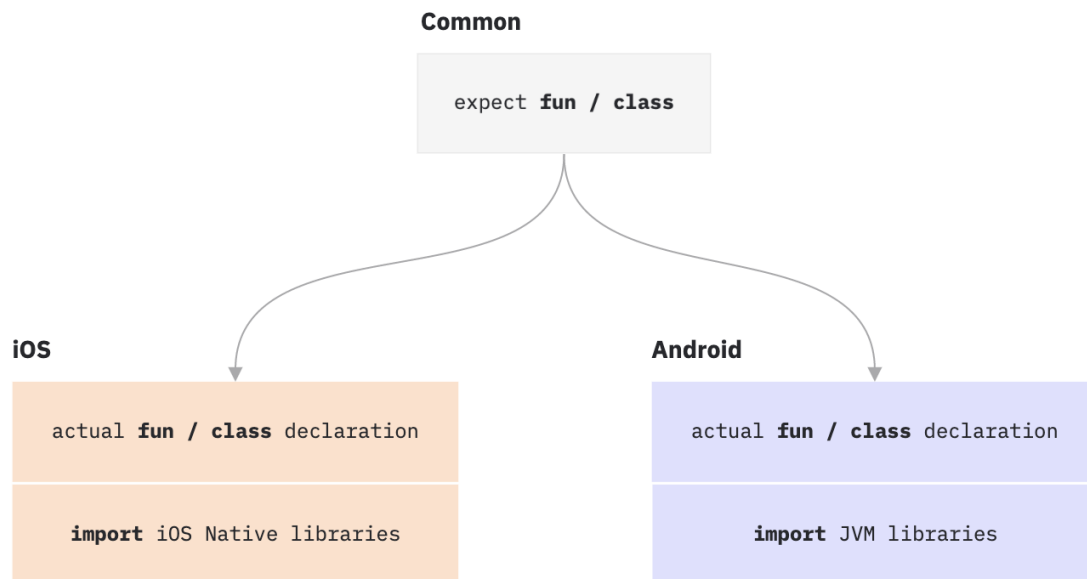 Common
expect fun / class
iOS
actual fun / class declaration
import iOS Native libraries
Android
actual fun / class declaration
import JVM libraries